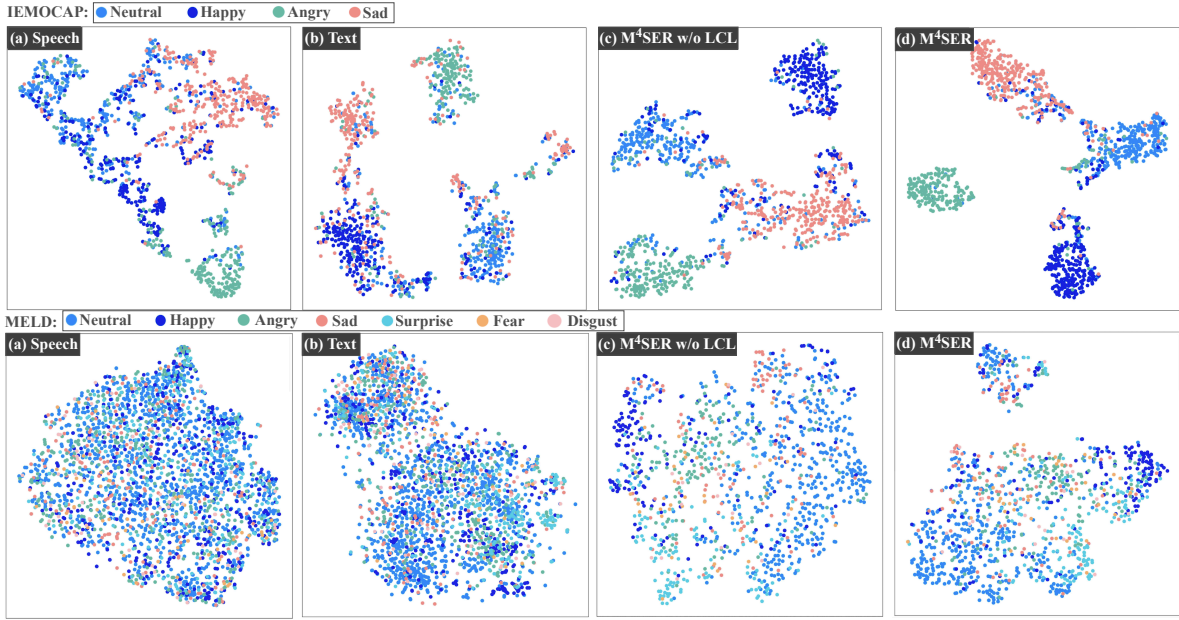 IEMOCAP: Neutral Happy Angry Sad
(a) Speech (b) Text (c) M⁴SER w/o LCL (d) M⁴SER
MELD: Neutral Happy Angry Sad Surprise Fear Disgust
(a) Speech (b) Text (c) M⁴SER w/o LCL (d) M⁴SER